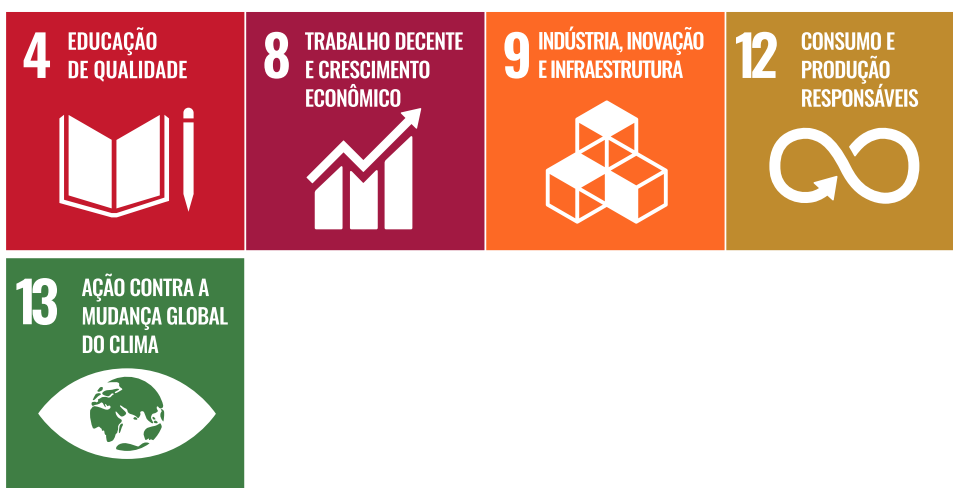 4
EDUCAÇÃO
DE QUALIDADE
8
TRABALHO DECENTE
E CRESCIMENTO
ECONÔMICO
9
INDÚSTRIA, INOVAÇÃO
E INFRAESTRUTURA
12
CONSUMO E
PRODUÇÃO
RESPONSÁVEIS
13
AÇÃO CONTRA A
MUDANÇA GLOBAL
DO CLIMA